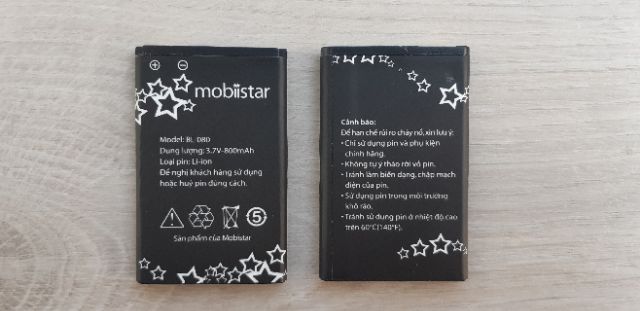 mobiistar
Model: BL 080
Dung lượng: 3.7V-800mAh
Loại pin: Li-ion
Đề nghị khách hàng sử dụng
hoặc huỷ pin đúng cách.
5
Sản phẩm của Mobistar
Cảnh báo:
Để hạn chế rủi ro cháy nổ, xin lưu ý:
• Chỉ sử dụng pin và phụ kiện
chính hãng.
• Không tự ý tháo rời vỏ pin.
• Tránh làm biến dạng, chập mạch
điện của pin.
• Sử dụng pin trong môi trường
khô ráo.
• Tránh sử dụng pin ở nhiệt độ cao
trên 60°C(140°F).